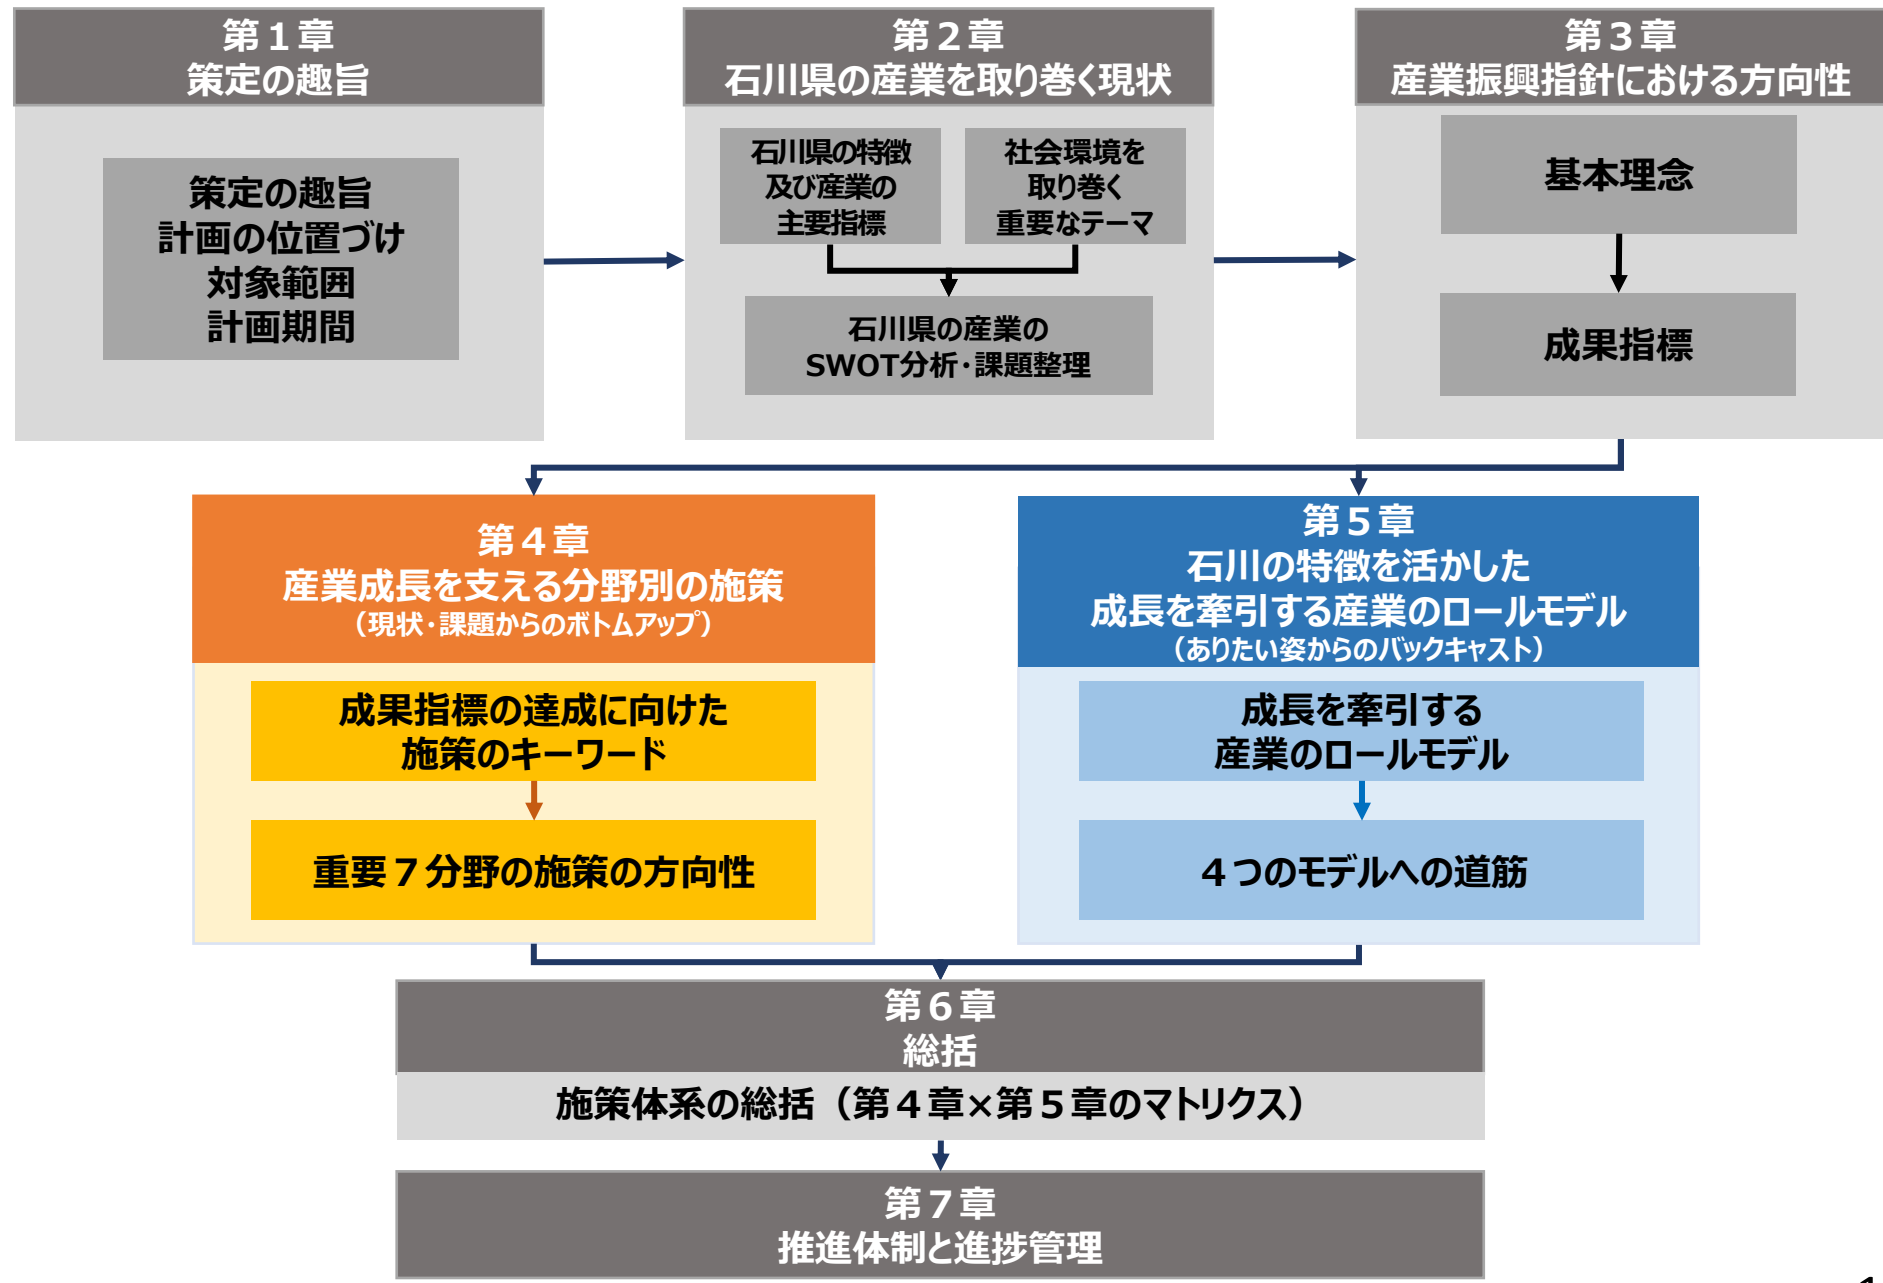 第１章
策定の趣旨
策定の趣旨
計画の位置づけ
対象範囲
計画期間
第２章
石川県の産業を取り巻く現状
石川県の特徴
及び産業の
主要指標
社会環境を
取り巻く
重要なテーマ
石川県の産業の
SWOT分析・課題整理
第３章
産業振興指針における方向性
基本理念
成果指標
第４章
産業成長を支える分野別の施策
（現状・課題からのボトムアップ）
成果指標の達成に向けた
施策のキーワード
重要７分野の施策の方向性
第５章
石川の特徴を活かした
成長を牽引する産業のロールモデル
（ありたい姿からのバックキャスト）
成長を牽引する
産業のロールモデル
４つのモデルへの道筋
第６章
総括
施策体系の総括（第４章×第５章のマトリクス）
第７章
推進体制と進捗管理